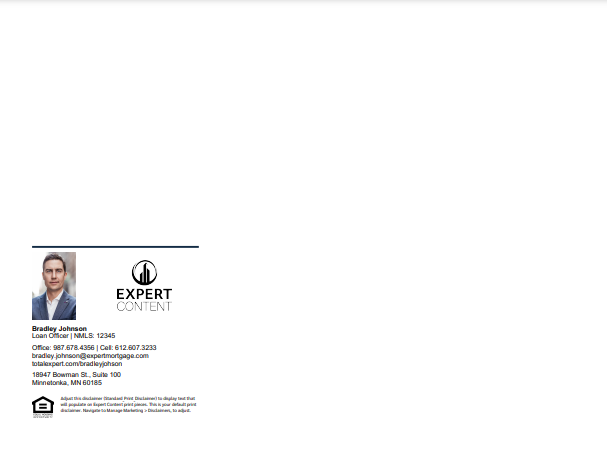 EXPERT
CONTENT
Bradley Johnson
Loan Officer | NMLS: 12345
Office: 987.678.4356 | Cell: 612.607.3233
bradley.johnson@expertmortgage.com
totalexpert.com/bradleyjohson
18947 Bowman St., Suite 100
Minnetonka, MN 60185
Adjust this disclaimer (Standard Print Disclaimer) to display text that
will populate on Expert Content print pieces. This is your default print
disclaimer. Navigate to Manage Marketing > Disclaimers, to adjust.